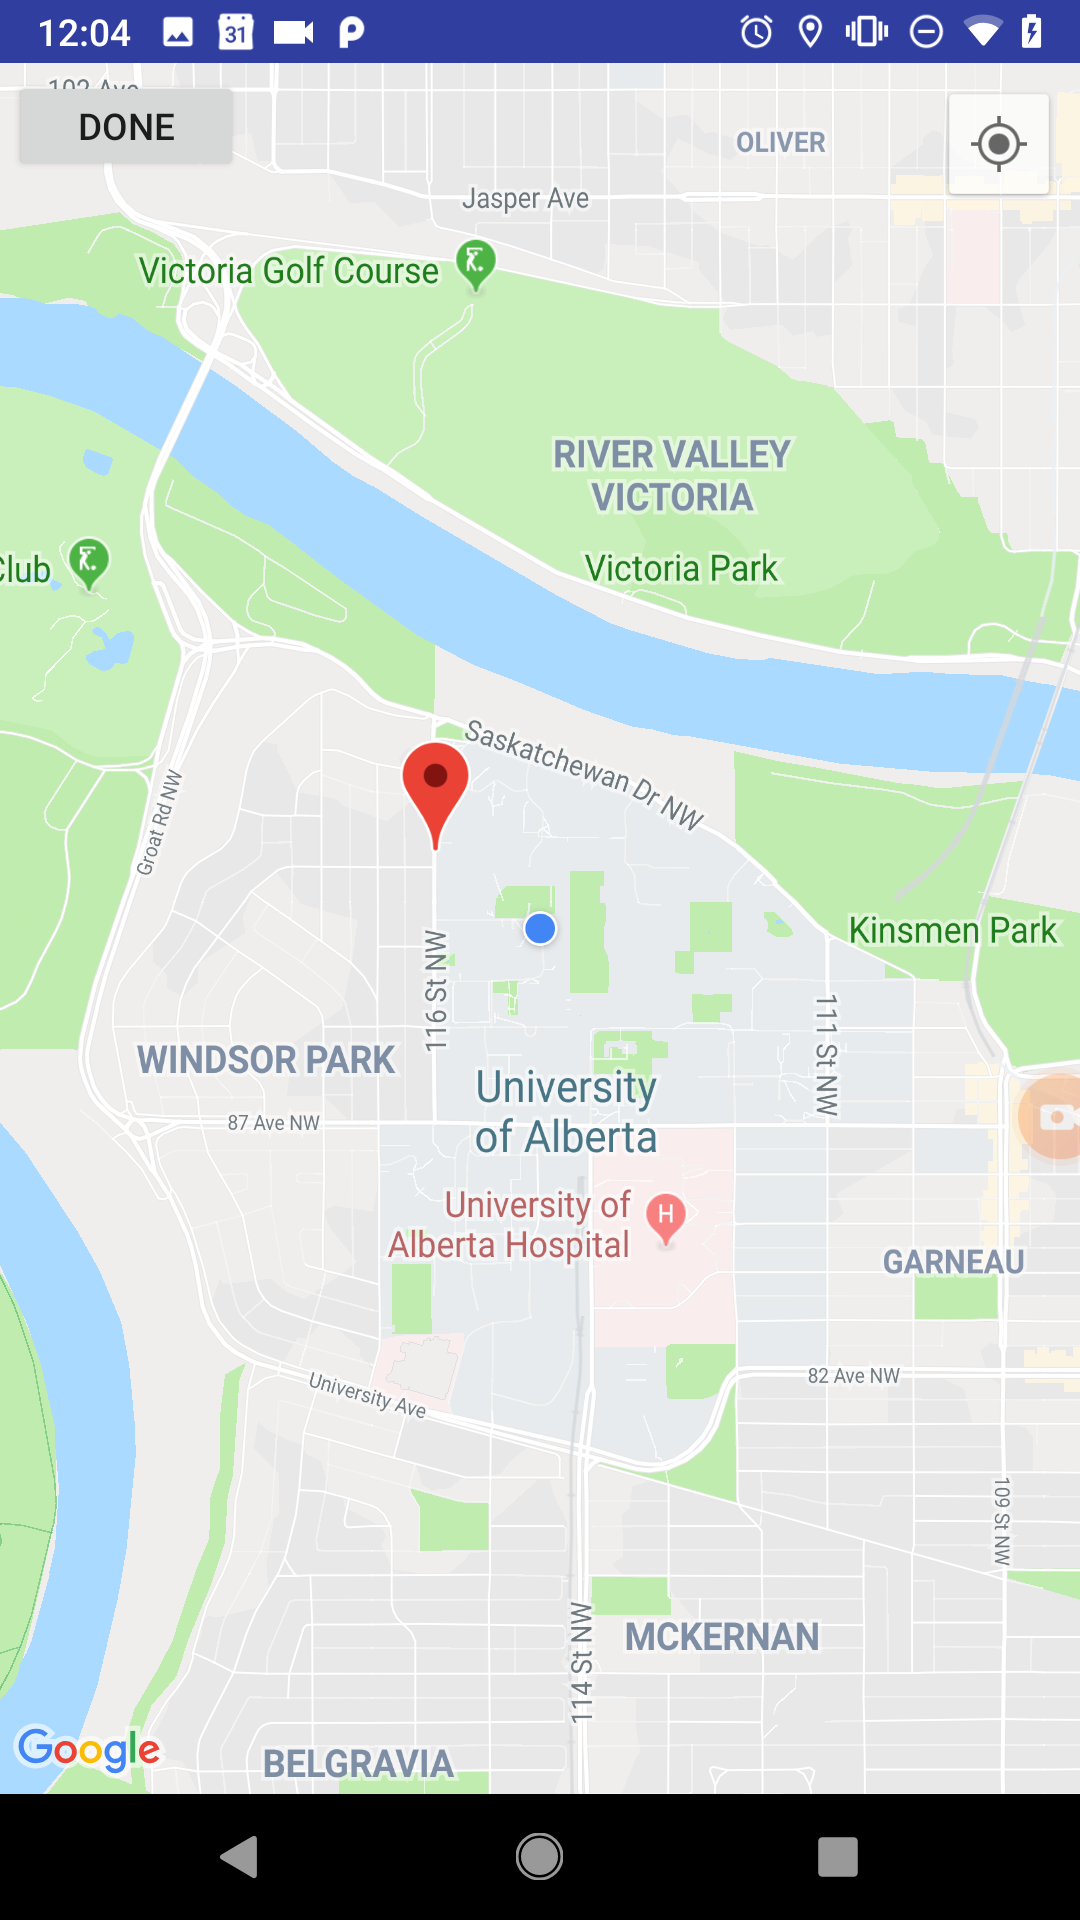 12:04
31
102 Ave
DONE
OLIVER
Jasper Ave
Victoria Golf Course
RIVER VALLEY
VICTORIA
Victoria Park
Club
Saskatchewan Dr NW
Groat Rd NW
Kinsmen Park
116 St NW
111 St NW
WINDSOR PARK
University
of Alberta
87 Ave NW
University of
Alberta Hospital
H
GARNEAU
82 Ave NW
University Ave
109 St NW
114 St NW
MCKERNAN
Google
BELGRAVIA